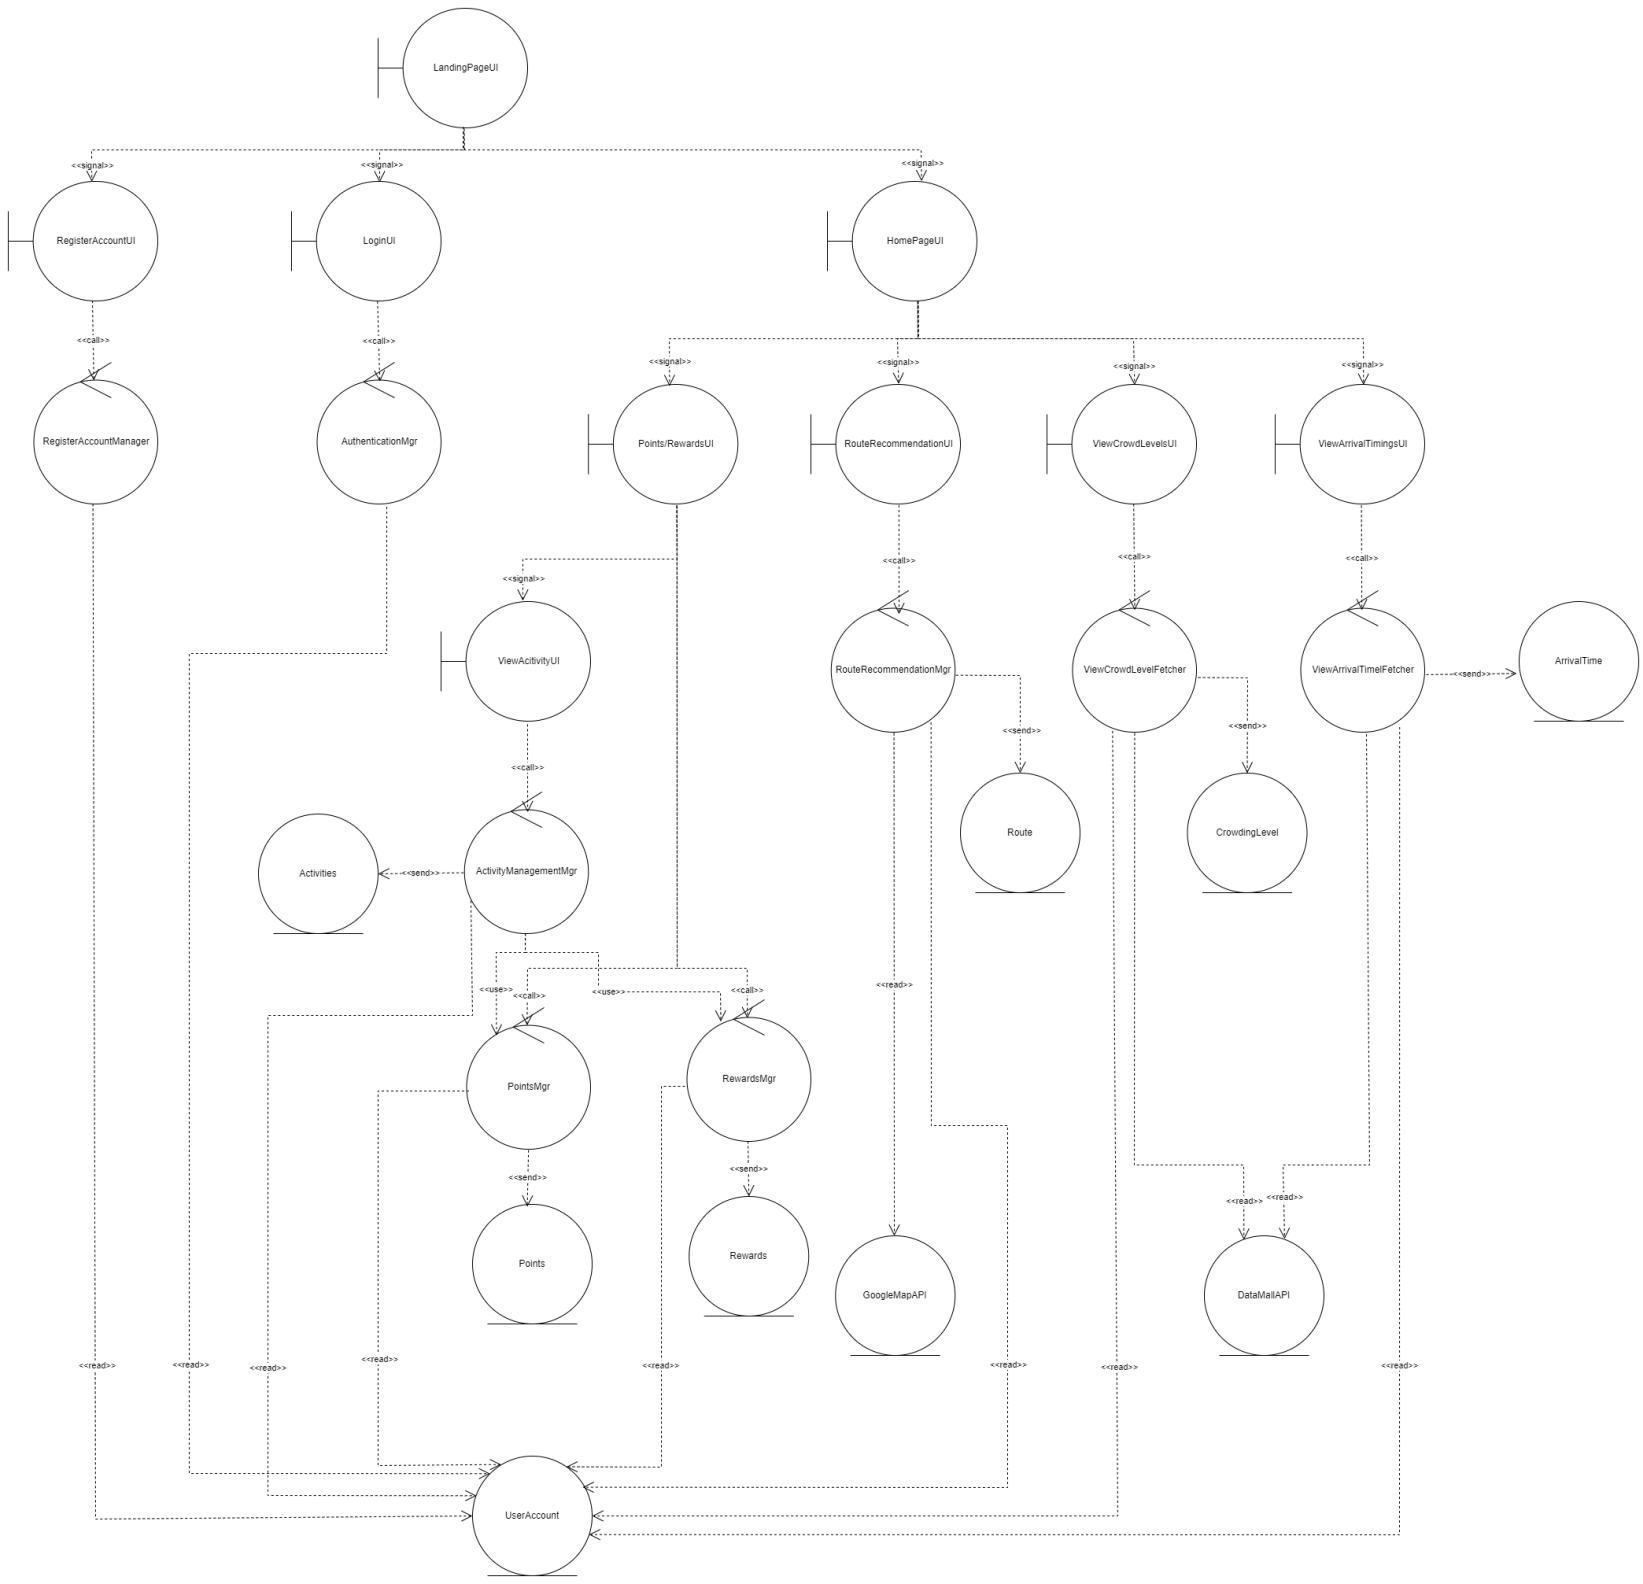 LandingPageUI
<<signal>>
<<signal>>
<<signal>>
RegisterAccountUI
LoginUI
HomePageUI
<<call>>
<<call>>
<<signal>>
<<signal>>
<<signal>>
<<signal>>
RegisterAccountManager
AuthenticationMgr
Points/RewardsUI
RouteRecommendationUI
ViewCrowdLevelsUI
ViewArrivalTimingsUI
<<call>>
<<call>>
<<call>>
<<signal>>
ViewAcitivityUI
RouteRecommendationMgr
ViewCrowdLevelFetcher
ViewArrivalTimelFetcher
<<send>>
ArrivalTime
<<send>>
<<send>>
<<call>>
Route
CrowdingLevel
Activities
<<send>>
ActivityManagementMgr
<<read>>
<<use>>
<<call>>
<<use>>
<<call>>
PointsMgr
RewardsMgr
<<send>>
<<send>>
<<read>>
<<read>>
Points
Rewards
GoogleMapAPI
DataMallAPI
<<read>>
<<read>>
<<read>>
<<read>>
<<read>>
<<read>>
<<read>>
<<read>>
UserAccount